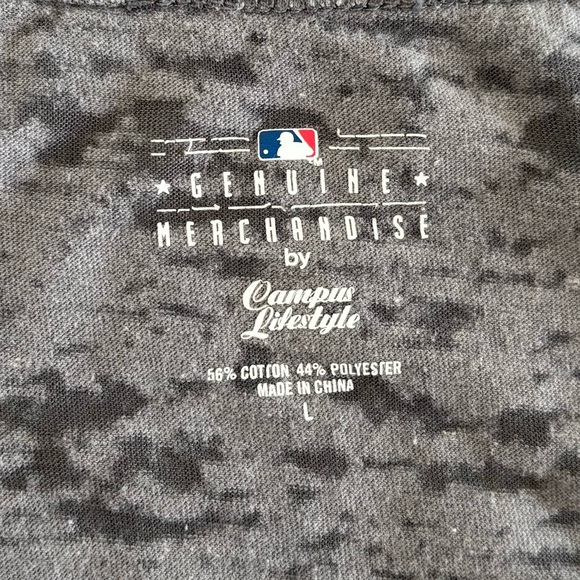 GENUINE
MERCHANDISE
by
Campus
Lifestyle
56% COTTON 44% POLYESTER
MADE IN CHINA
L